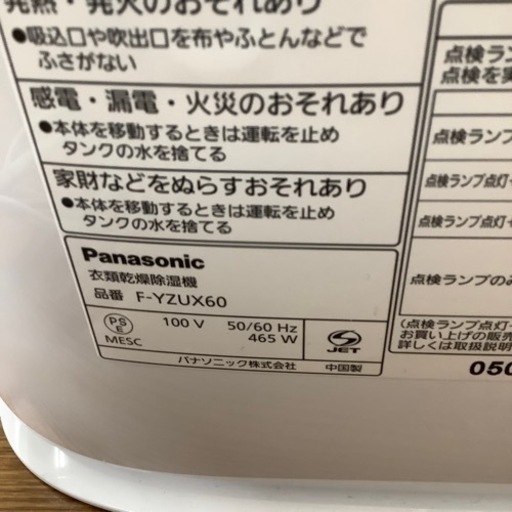 発熱・発火のおそれあり
●吸込口や吹出口を布やふとんなどで
ふさがない
感電・漏電・火災のおそれあり
●本体を移動するときは運転を止め
タンクの水を捨てる
家財などをぬらすおそれあり
●本体を移動するときは運転を止め
タンクの水を捨てる
Panasonic
衣類乾燥除湿機
品番 F-YZUX60
PSE
MESC
100 V 50/60 Hz
465 W
JET
パナソニック株式会社 中国製
点検ラン
点検を実
点検ランプ点灯
点検ランプ点灯+
点検ランプ点灯+
点検ランプのみ
(点検ランプ点灯+
お買い上げの販売
詳しくは取扱説明
050